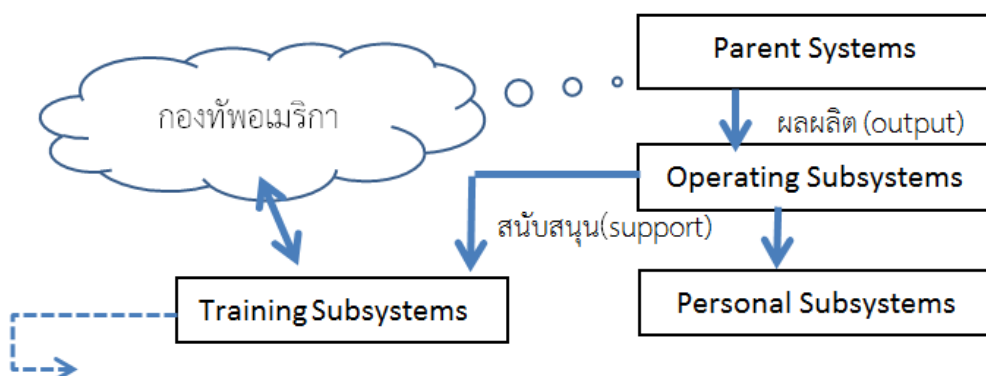 Parent Systems
กองทัพอเมริกา
ผลผลิต (output)
Operating Subsystems
สนับสนุน(support)
Training Subsystems
Personal Subsystems